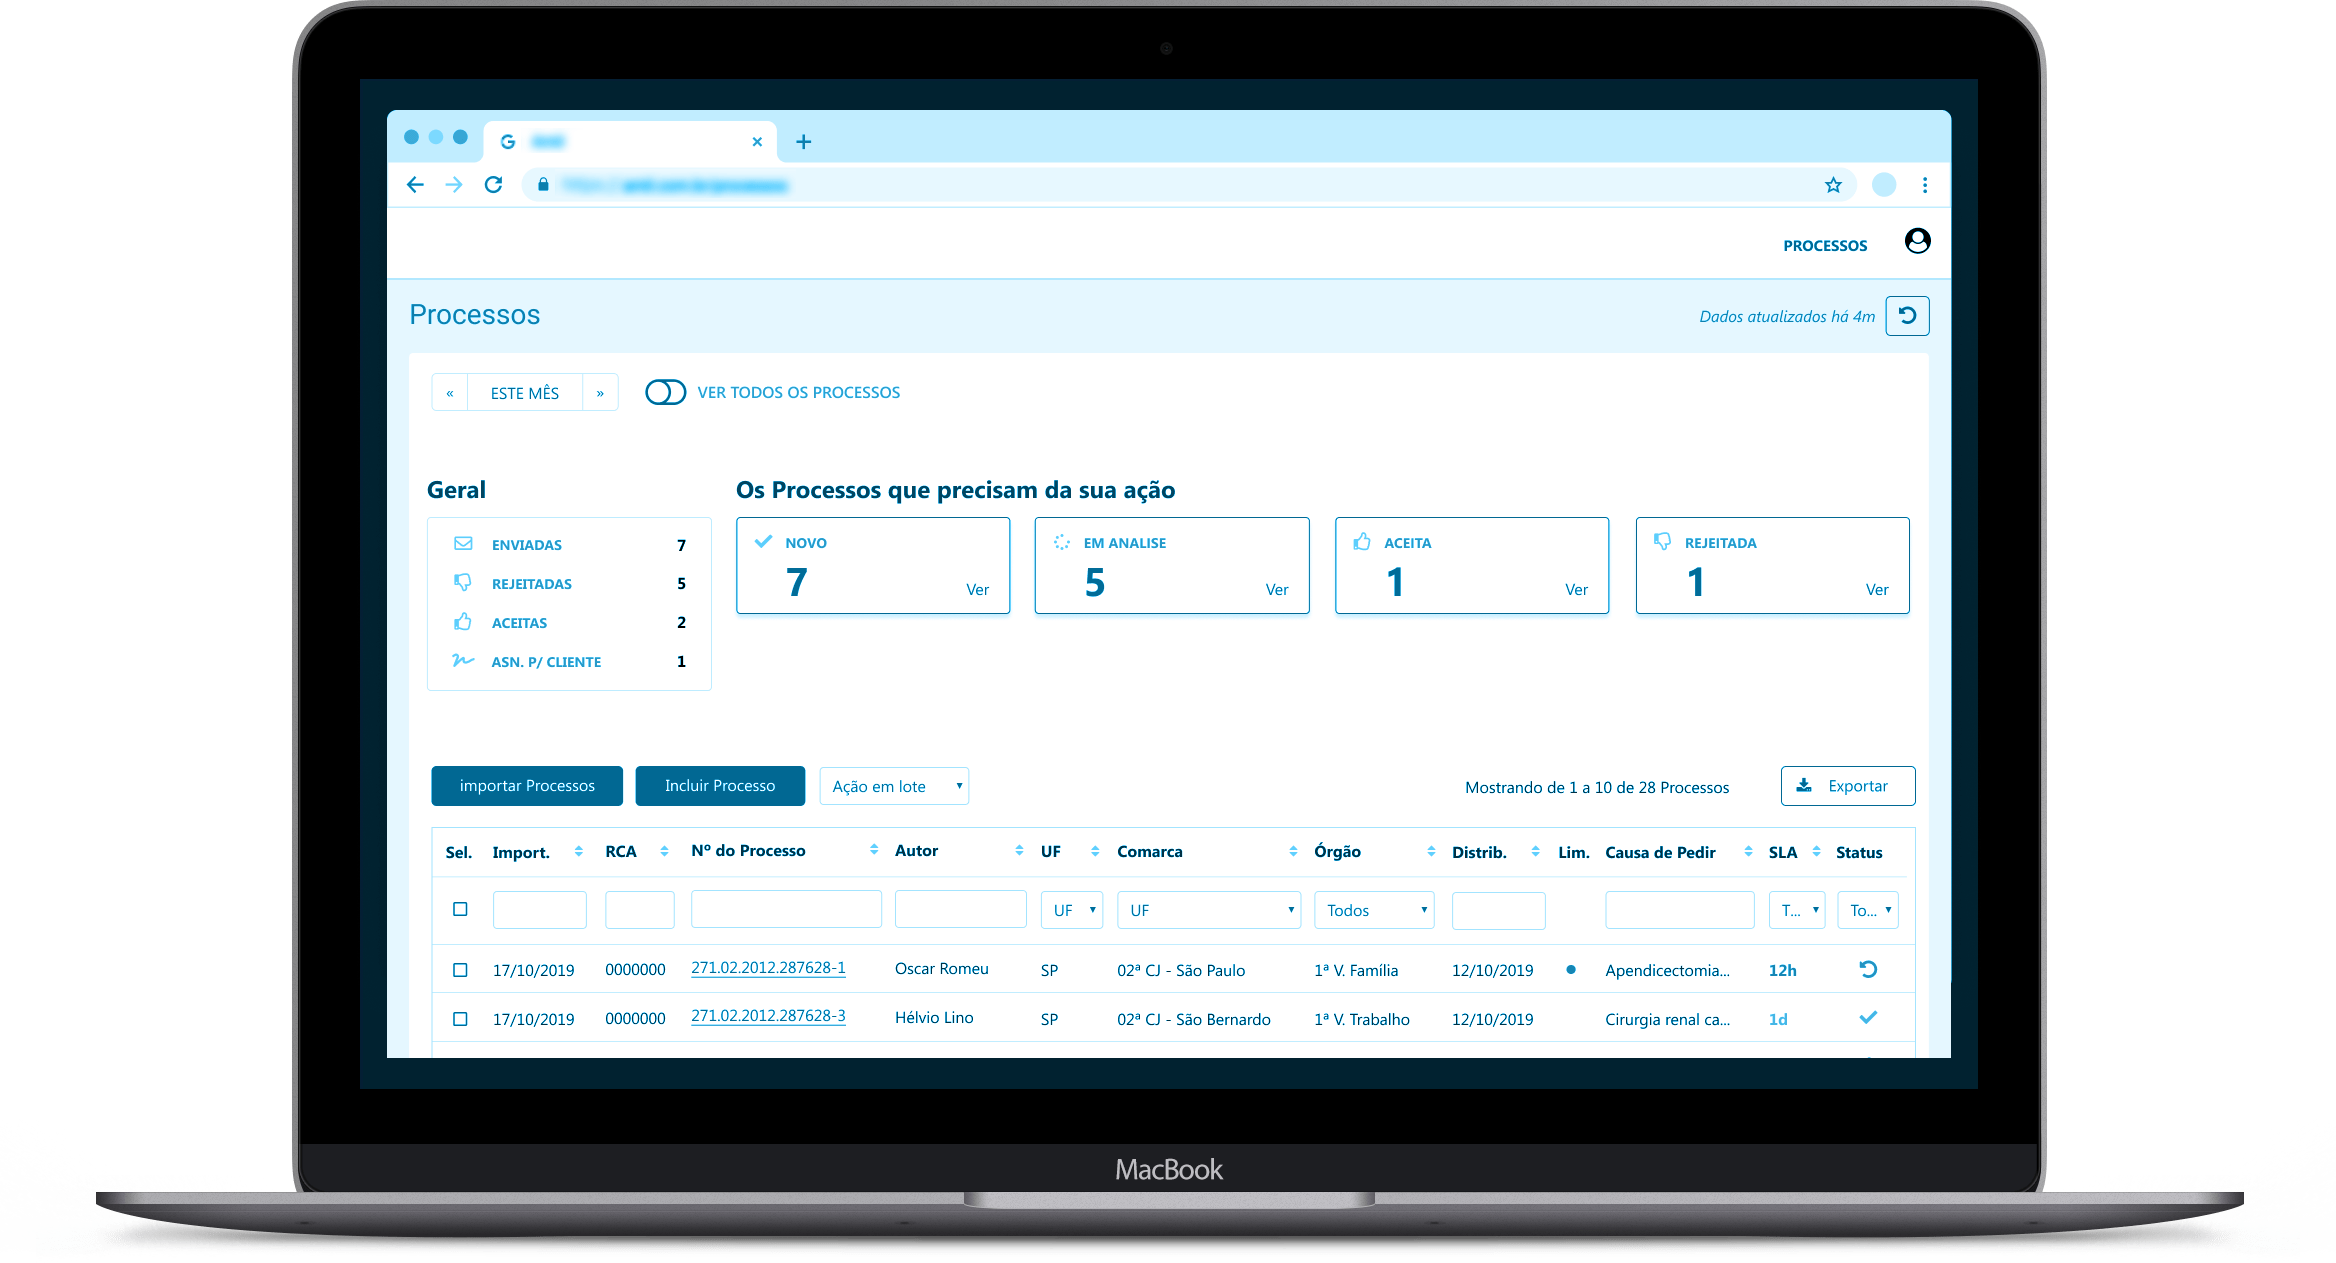 PROCESSOS
Processos
Dados atualizados há 4m
« ESTE MÊS » VER TODOS OS PROCESSOS
Geral
ENVIADAS 7
REJEITADAS 5
ACEITAS 2
ASN. P/ CLIENTE 1
Os Processos que precisam da sua ação
NOVO
7 Ver
EM ANALISE
5 Ver
ACEITA
1 Ver
REJEITADA
1 Ver
importar Processos Incluir Processo Ação em lote Mostrando de 1 a 10 de 28 Processos Exportar
Sel. Import. RCA Nº do Processo Autor UF Comarca Órgão Distrib. Lim. Causa de Pedir SLA Status
UF UF Todos T... To...
17/10/2019 0000000 271.02.2012.287628-1 Oscar Romeu SP 02ª CJ - São Paulo 1ª V. Família 12/10/2019 Apendicectomia... 12h
17/10/2019 0000000 271.02.2012.287628-3 Hélvio Lino SP 02ª CJ - São Bernardo 1ª V. Trabalho 12/10/2019 Cirurgia renal ca... 1d
MacBook